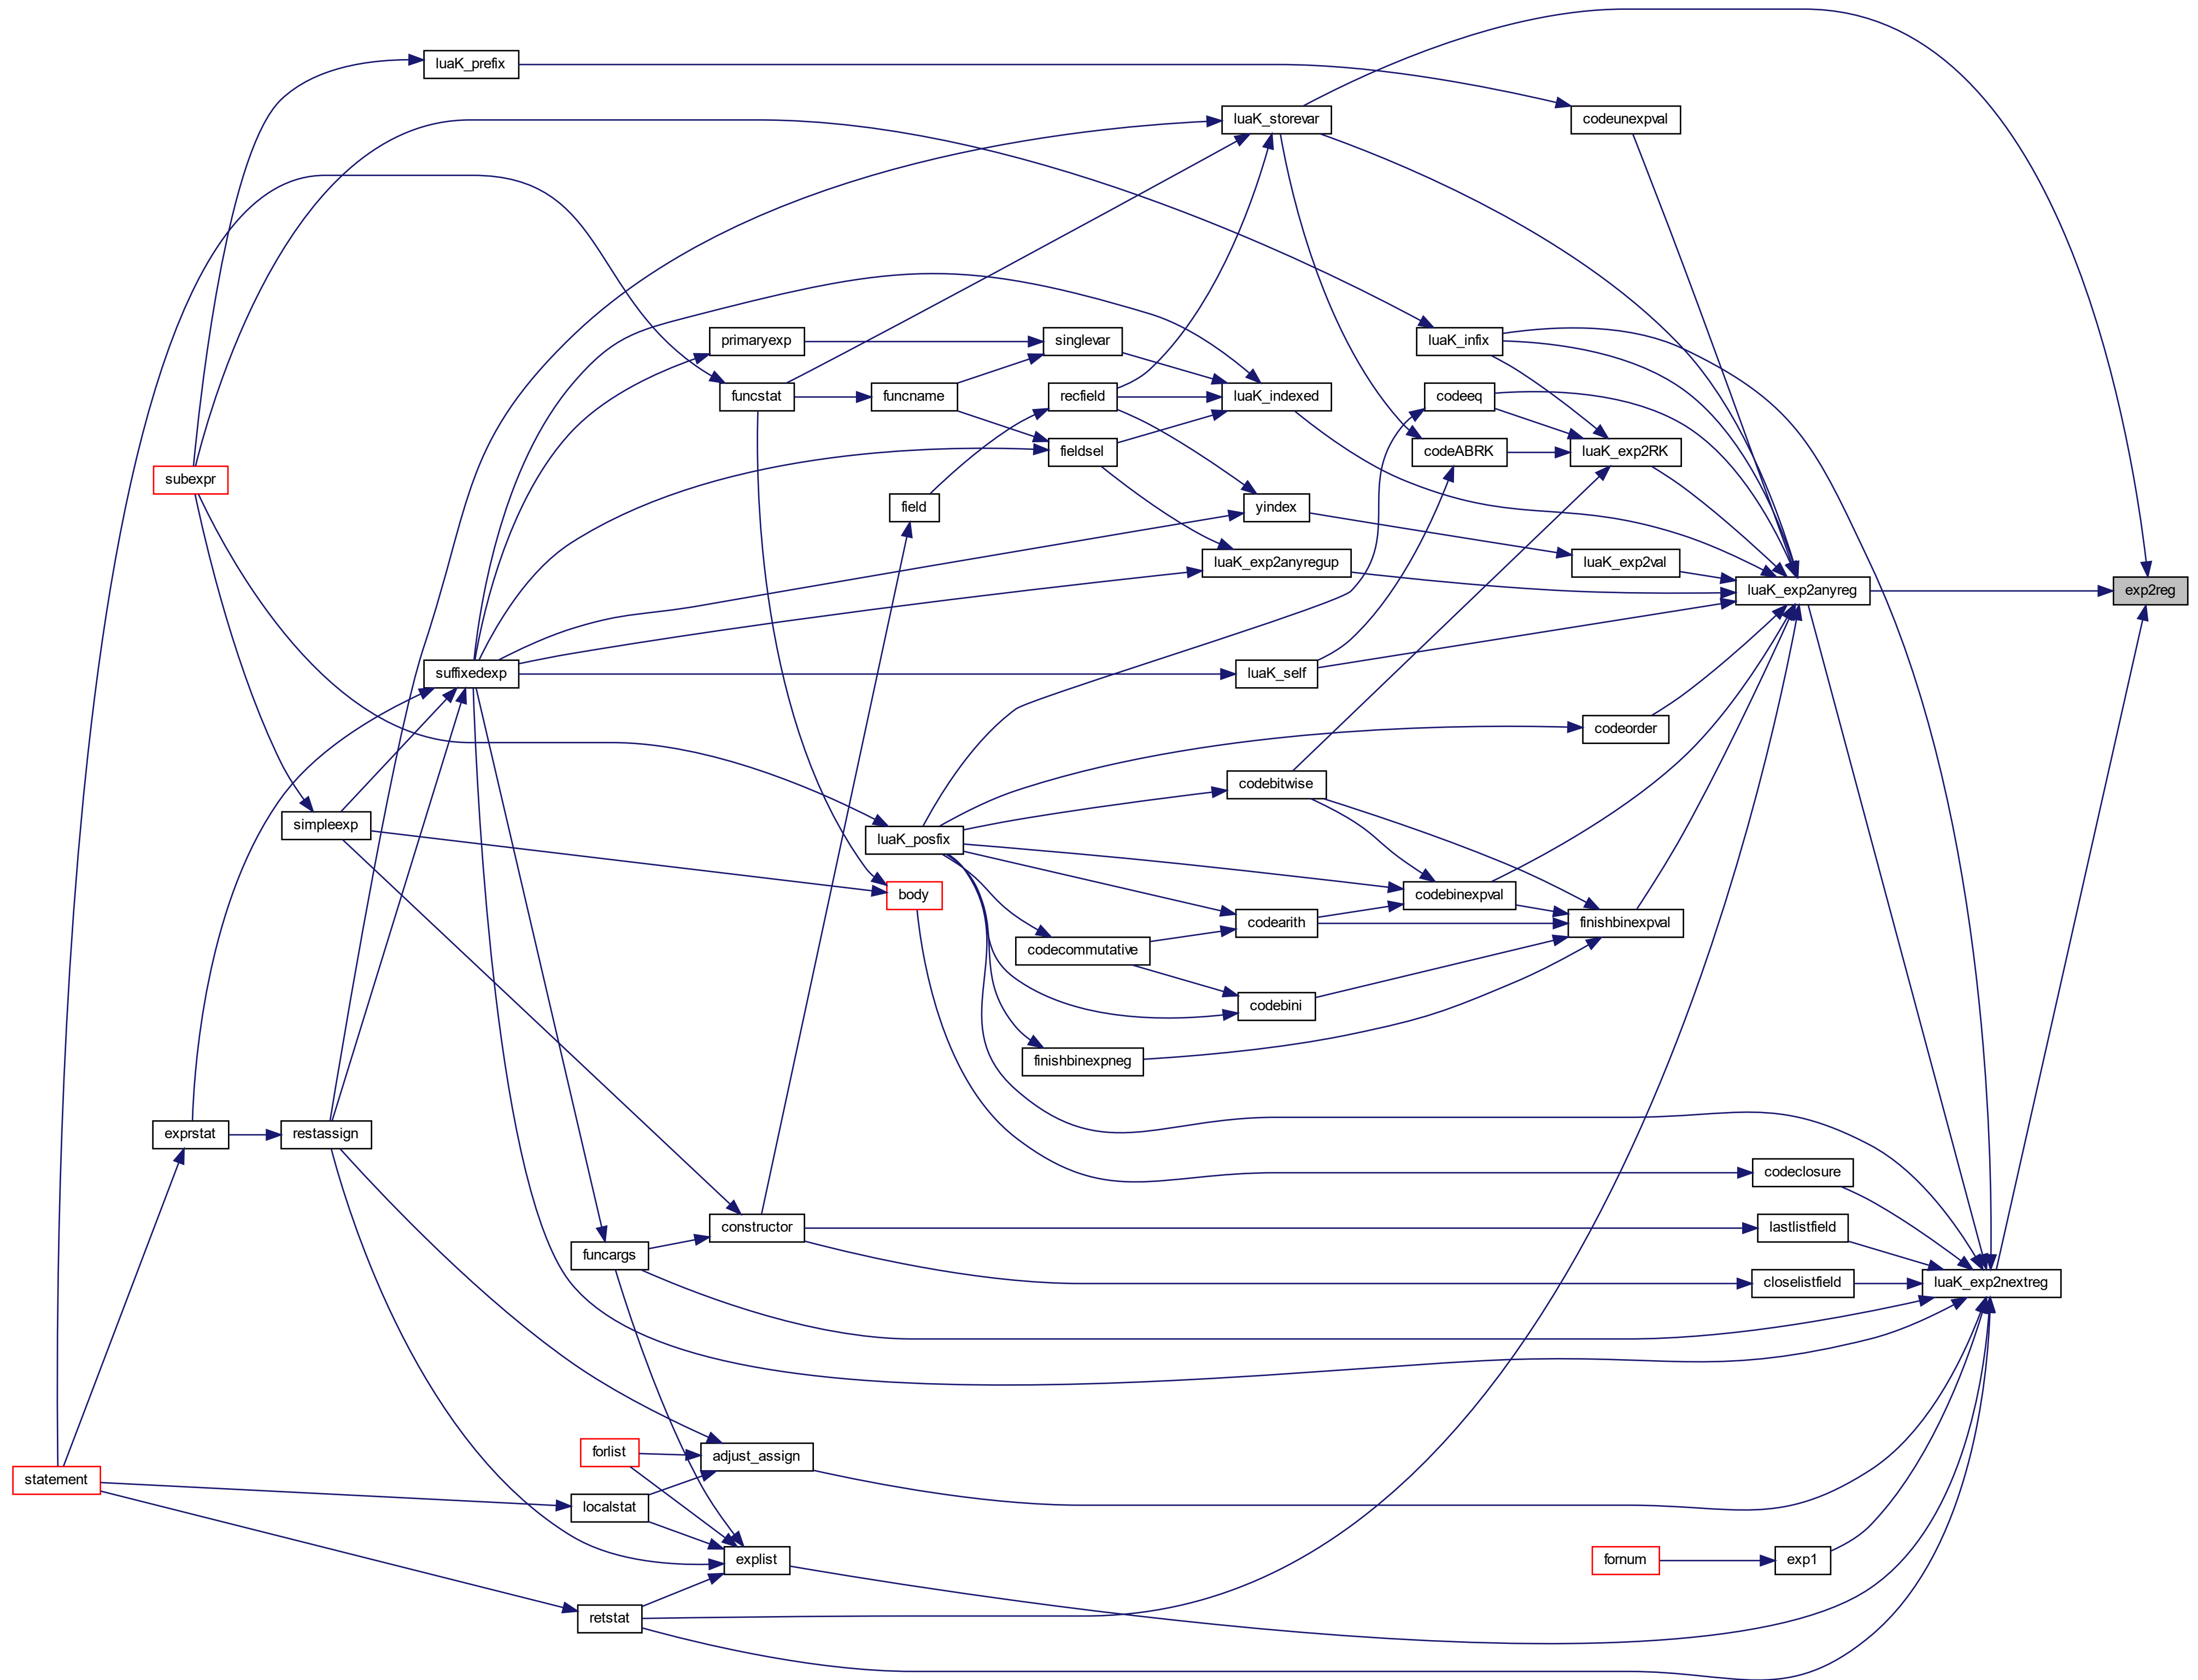 luaK_prefix
luaK_storevar
codeunexpval
primaryexp
singlevar
luaK_infix
funcstat
funcname
recfield
luaK_indexed
codeeq
subexpr
fieldsel
codeABRK
luaK_exp2RK
field
yindex
luaK_exp2anyregup
luaK_exp2val
luaK_exp2anyreg
exp2reg
suffixedexp
luaK_self
codeorder
codebitwise
simpleexp
luaK_posfix
body
codebinexpval
codearith
finishbinexpval
codecommutative
codebini
finishbinexpneg
exprstat
restassign
codeclosure
constructor
lastlistfield
funcargs
closelistfield
luaK_exp2nextreg
forlist
adjust_assign
statement
localstat
explist
fornum
exp1
retstat